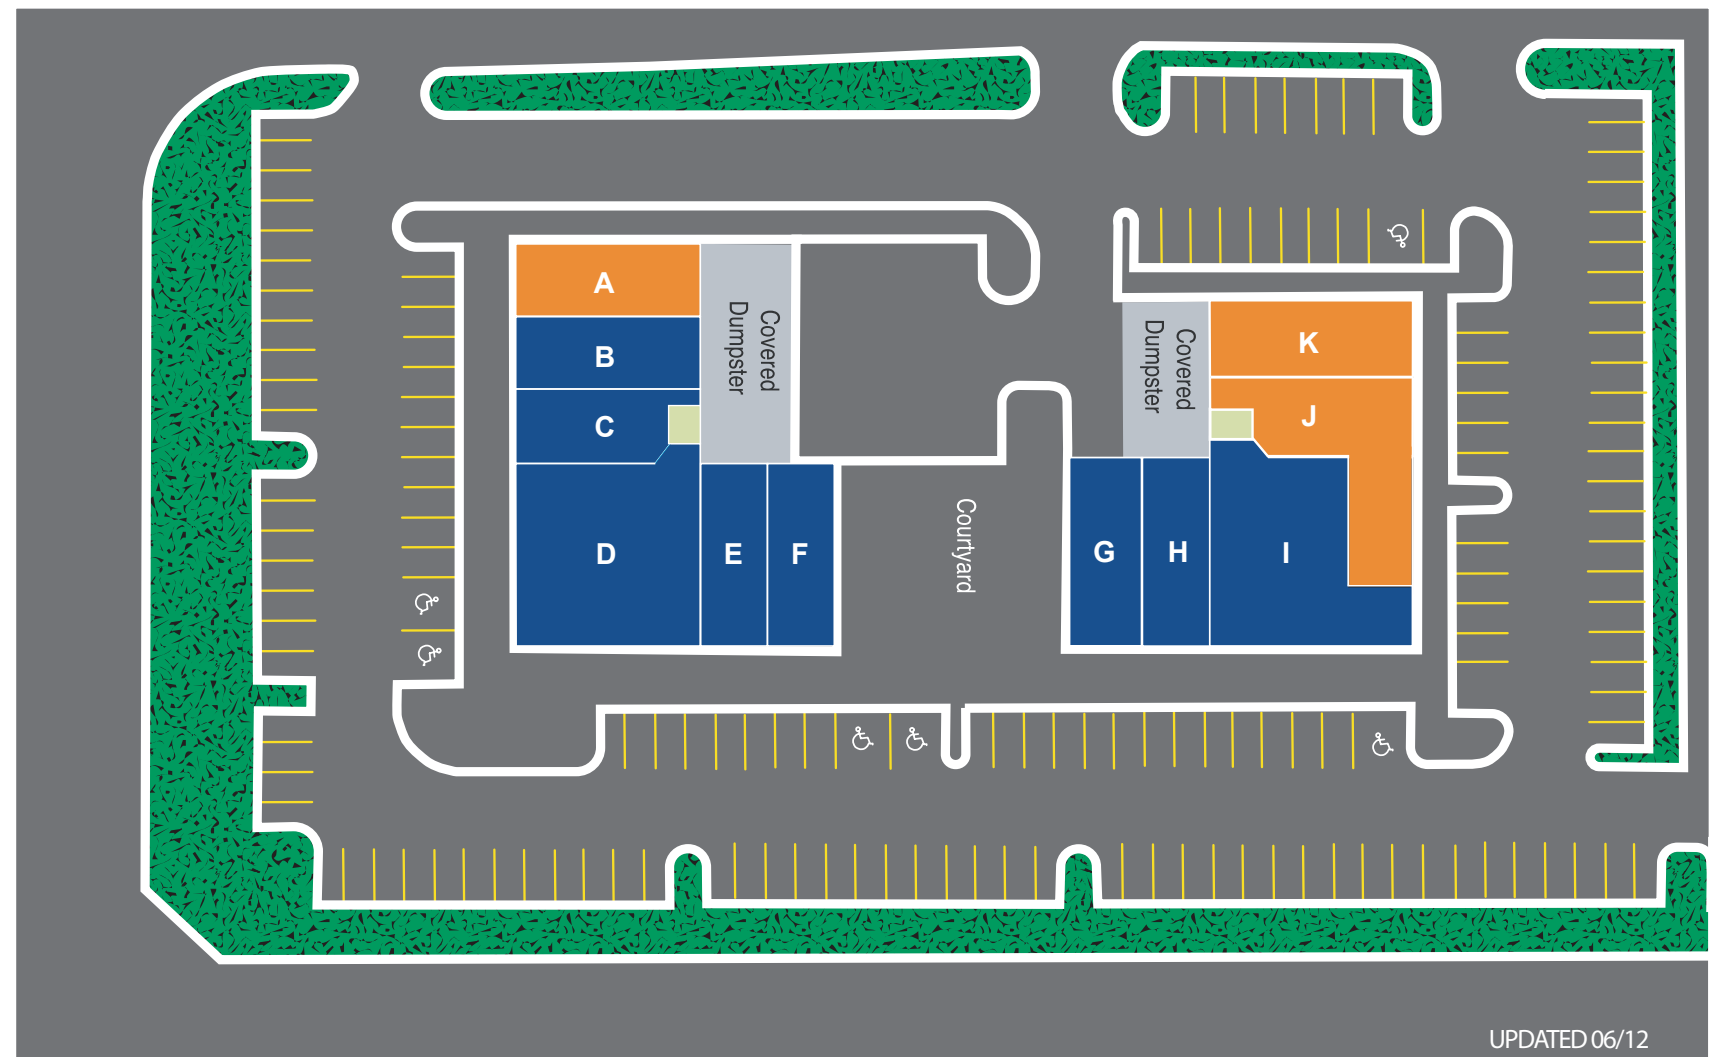 A
B
C
D
E
F
Covered
Dumpster
Courtyard
Covered
Dumpster
K
J
G
H
I
UPDATED 06/12